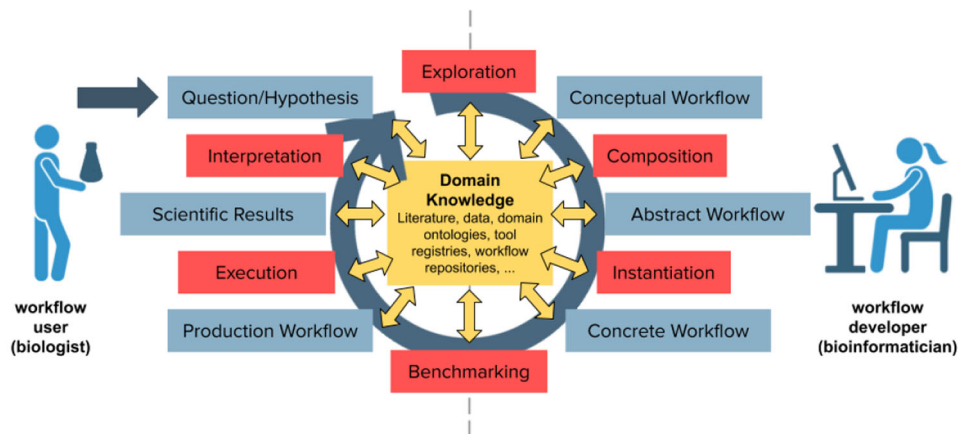 Exploration
Question/Hypothesis
Conceptual Workflow
Interpretation
Composition
Domain
Knowledge
Literature, data, domain
ontologies, tool
registries, workflow
repositories, ...
Scientific Results
Abstract Workflow
Execution
Instantiation
workflow
user
(biologist)
workflow
developer
(bioinformatician)
Production Workflow
Concrete Workflow
Benchmarking